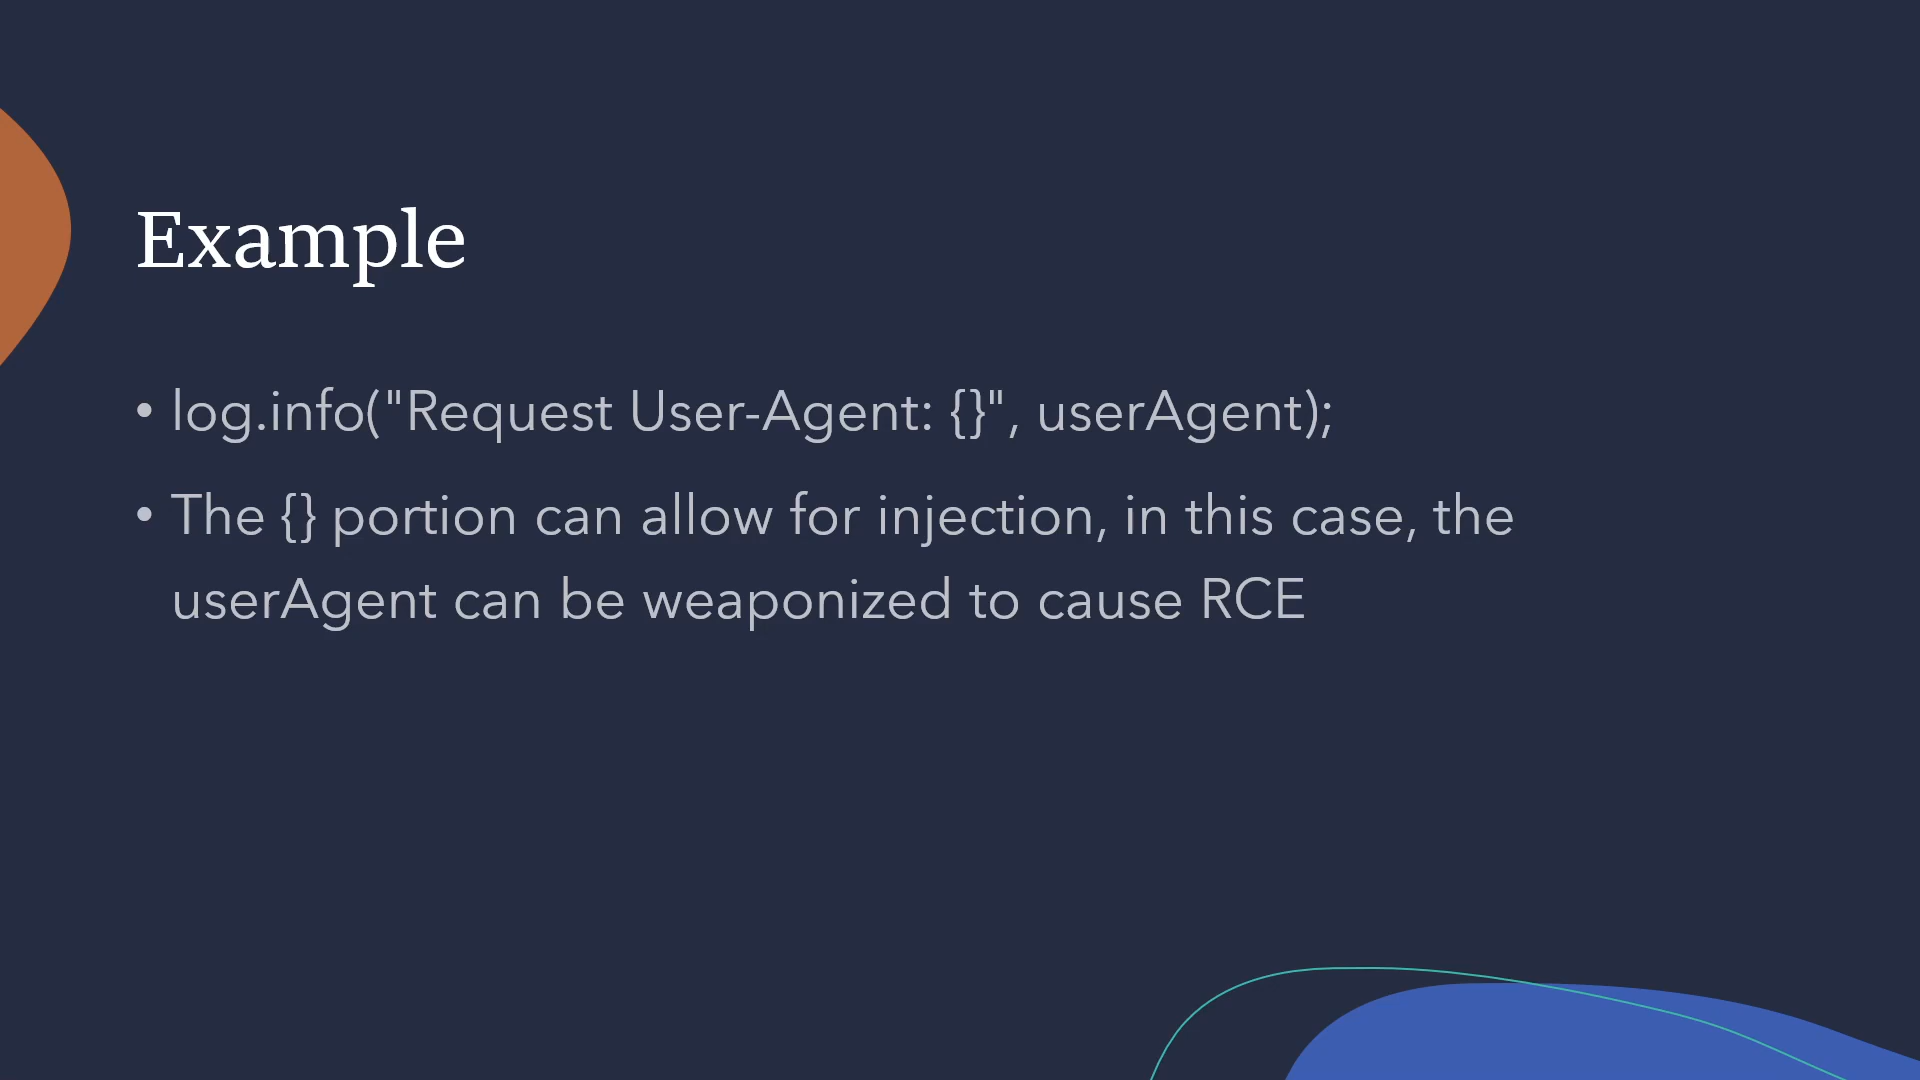 Example
• log.info("Request User-Agent: {}", userAgent);
• The {} portion can allow for injection, in this case, the
userAgent can be weaponized to cause RCE